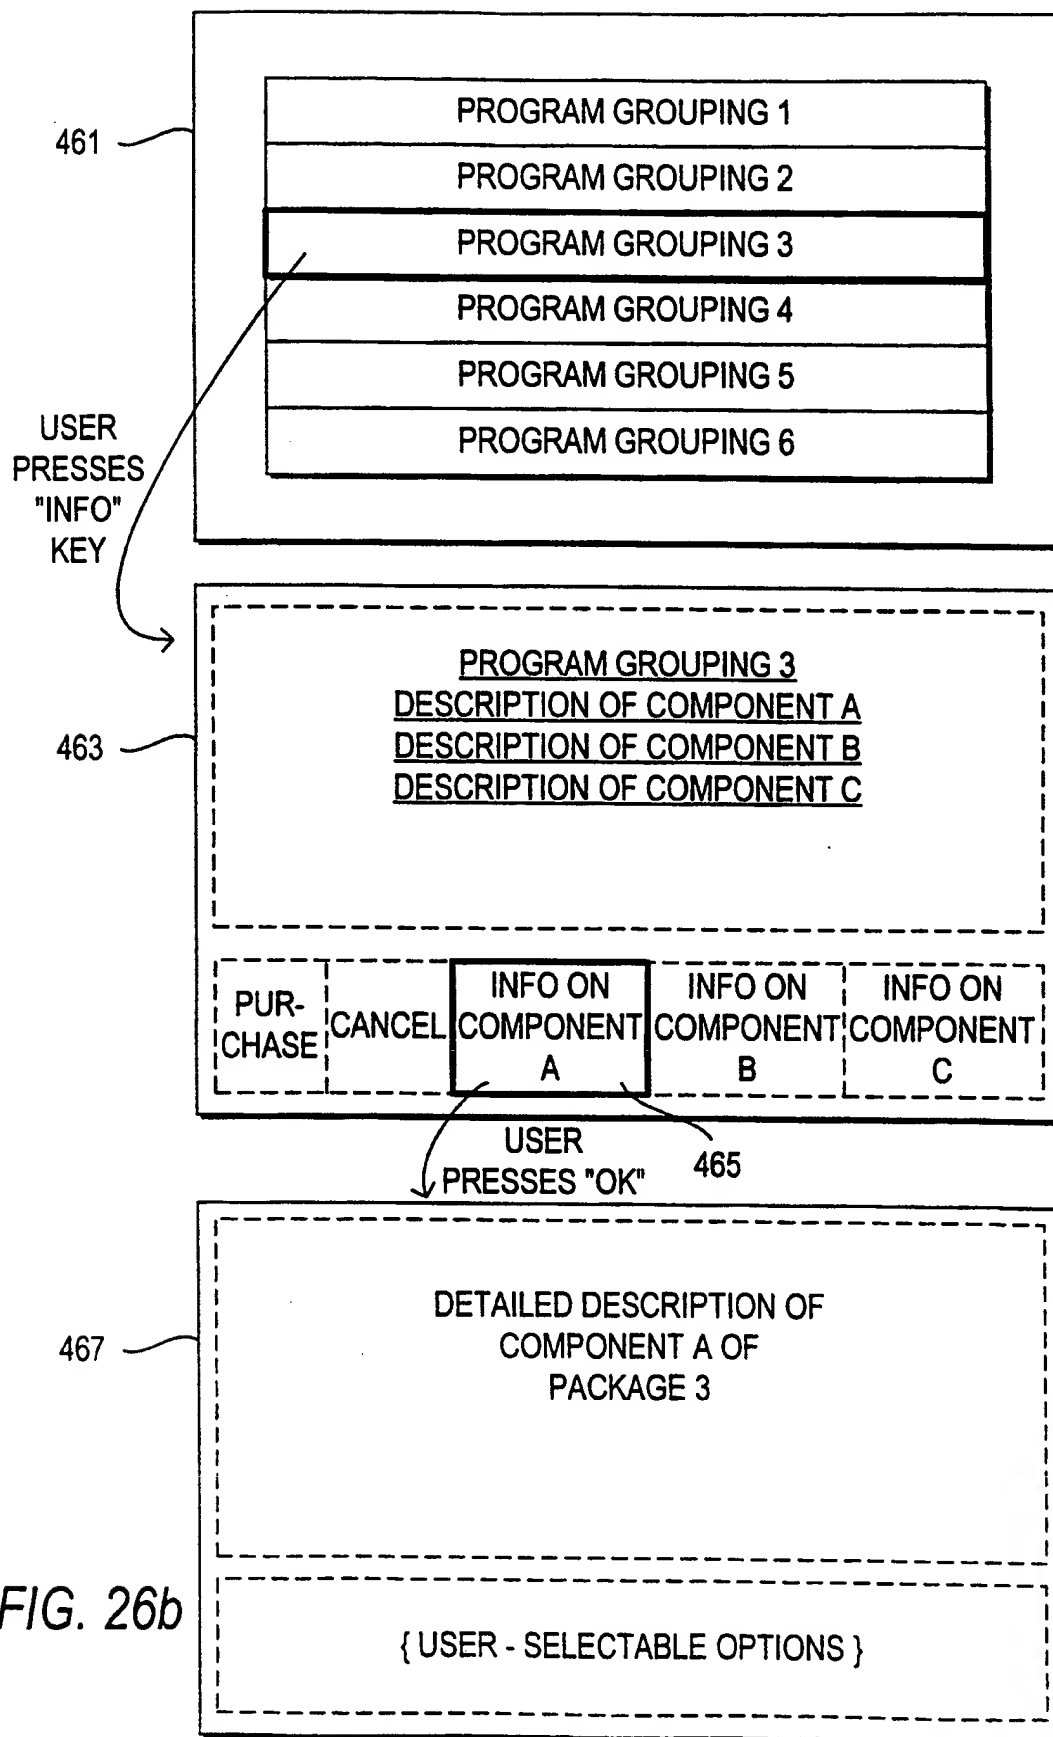 PROGRAM GROUPING 1
461
PROGRAM GROUPING 2
PROGRAM GROUPING 3
PROGRAM GROUPING 4
PROGRAM GROUPING 5
PROGRAM GROUPING 6
USER
PRESSES
"INFO"
KEY
PROGRAM GROUPING 3
DESCRIPTION OF COMPONENT A
463
DESCRIPTION OF COMPONENT B
DESCRIPTION OF COMPONENT C
PUR-
CHASE
CANCEL
INFO ON
COMPONENT
A
INFO ON
COMPONENT
B
INFO ON
COMPONENT
C
USER
PRESSES "OK"
465
DETAILED DESCRIPTION OF
COMPONENT A OF
PACKAGE 3
467
{ USER - SELECTABLE OPTIONS }
FIG. 26b